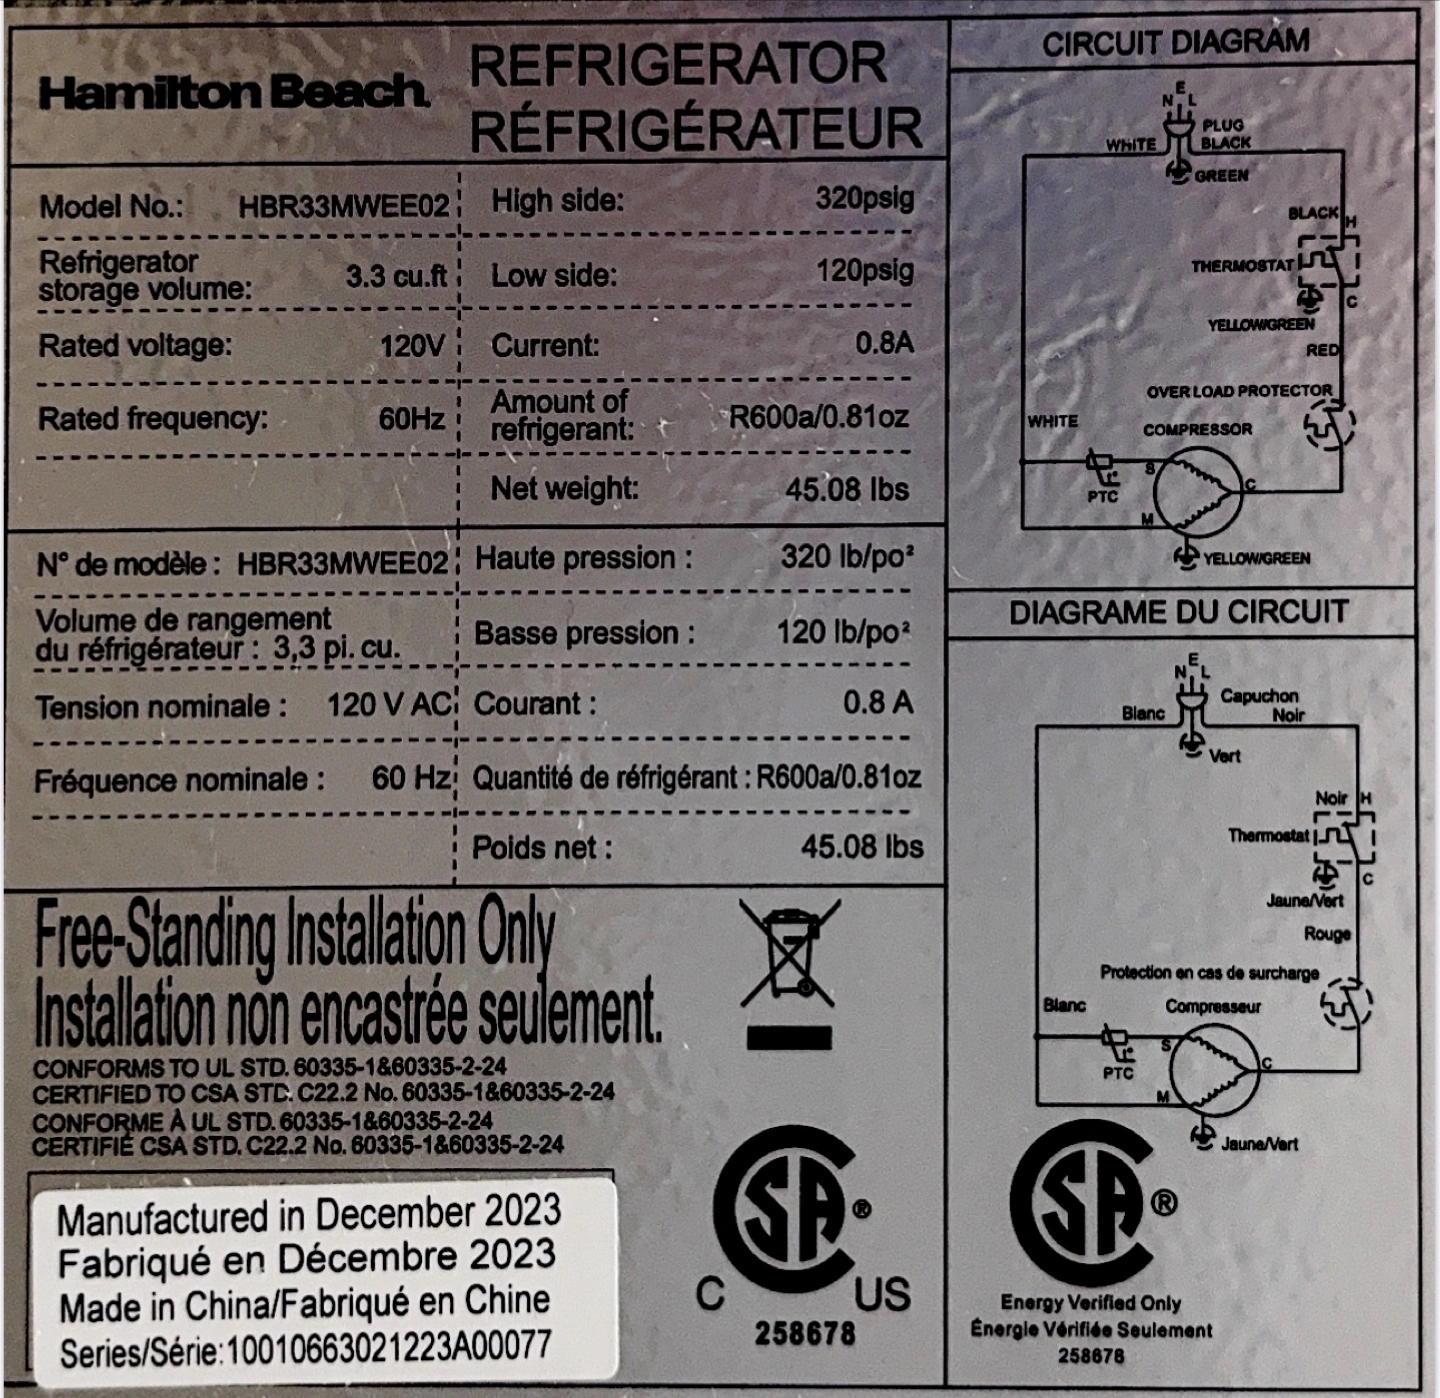 Hamilton Beach.
REFRIGERATOR
RÉFRIGÉRATEUR
Model No.: HBR33MWEE02
High side: 320psig
Refrigerator
storage volume: 3.3 cu.ft
Low side: 120psig
Rated voltage: 120V
Current: 0.8A
Rated frequency: 60Hz
Amount of
refrigerant: R600a/0.81oz
Net weight: 45.08 lbs
N° de modèle : HBR33MWEE02
Haute pression : 320 lb/po²
Volume de rangement
du réfrigérateur : 3,3 pi. cu.
Basse pression : 120 lb/po²
Tension nominale : 120 V AC
Courant : 0.8 A
Fréquence nominale : 60 Hz
Quantité de réfrigérant : R600a/0.81oz
Poids net : 45.08 lbs
Free-Standing Installation Only
Installation non encastrée seulement.
CONFORMS TO UL STD. 60335-1&60335-2-24
CERTIFIED TO CSA STD. C22.2 No. 60335-1&60335-2-24
CONFORME À UL STD. 60335-1&60335-2-24
CERTIFIÉ CSA STD. C22.2 No. 60335-1&60335-2-24
Manufactured in December 2023
Fabriqué en Décembre 2023
Made in China/Fabriqué en Chine
Series/Série:10010663021223A00077
CSA®
C US
258678
CIRCUIT DIAGRAM
E
N L
PLUG
WHITE BLACK
GREEN
BLACK H
THERMOSTAT
C
YELLOW/GREEN
RED
OVER LOAD PROTECTOR
WHITE
COMPRESSOR
S
C
PTC
M
YELLOW/GREEN
DIAGRAME DU CIRCUIT
E
N L
Capuchon
Blanc Noir
Vert
Noir H
Thermostat
C
Jaune/Vert
Rouge
Protection en cas de surcharge
Blanc Compresseur
S
C
PTC
M
Jaune/Vert
CSA®
Energy Verified Only
Énergie Vérifiée Seulement
258678